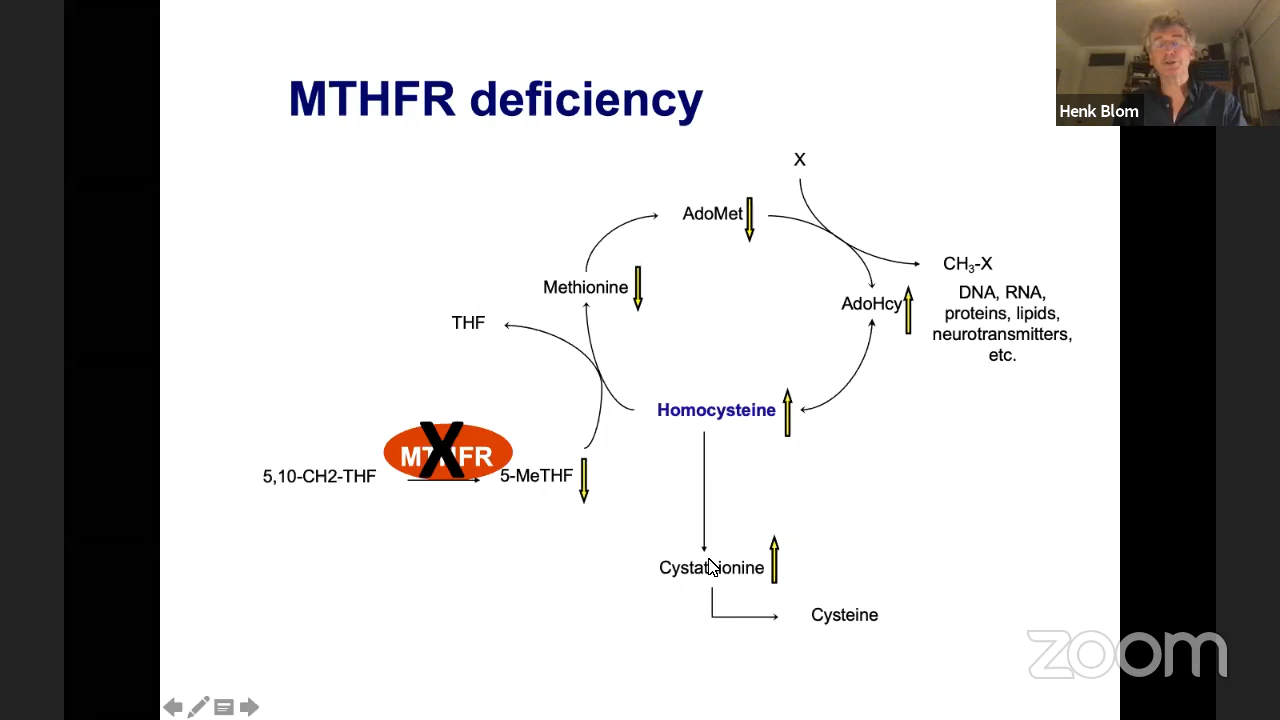 MTHFR deficiency
Henk Blom
X
AdoMet
CH3-X
Methionine
AdoHcy
DNA, RNA,
proteins, lipids,
neurotransmitters,
etc.
THF
Homocysteine
X
MTHFR
5,10-CH2-THF
5-MeTHF
Cystathionine
Cysteine
zoom